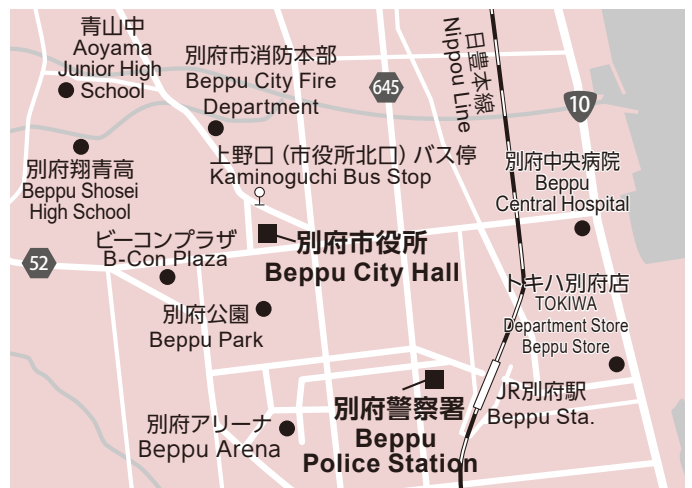 青山中
Aoyama
Junior High
School
別府市消防本部
Beppu City Fire
Department
645
日豊本線
Nippou Line
10
別府翔青高
Beppu Shosei
High School
上野口（市役所北口）バス停
Kaminoguchi Bus Stop
別府中央病院
Beppu
Central Hospital
52
ビーコンプラザ
B-Con Plaza
別府市役所
Beppu City Hall
トキハ別府店
TOKIWA
Department Store
Beppu Store
別府公園
Beppu Park
別府警察署
Beppu
Police Station
JR別府駅
Beppu Sta.
別府アリーナ
Beppu Arena